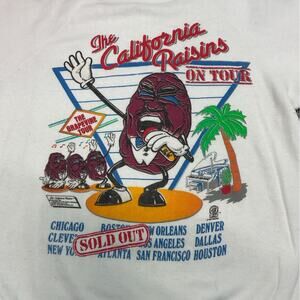 The
California
Raisins
ON TOUR
THE
GRAPEVINE
TOUR
CHICAGO BOSTON NEW ORLEANS DENVER
CLEVE LOS ANGELES DALLAS
NEW YO ATLANTA SAN FRANCISCO HOUSTON
SOLD OUT